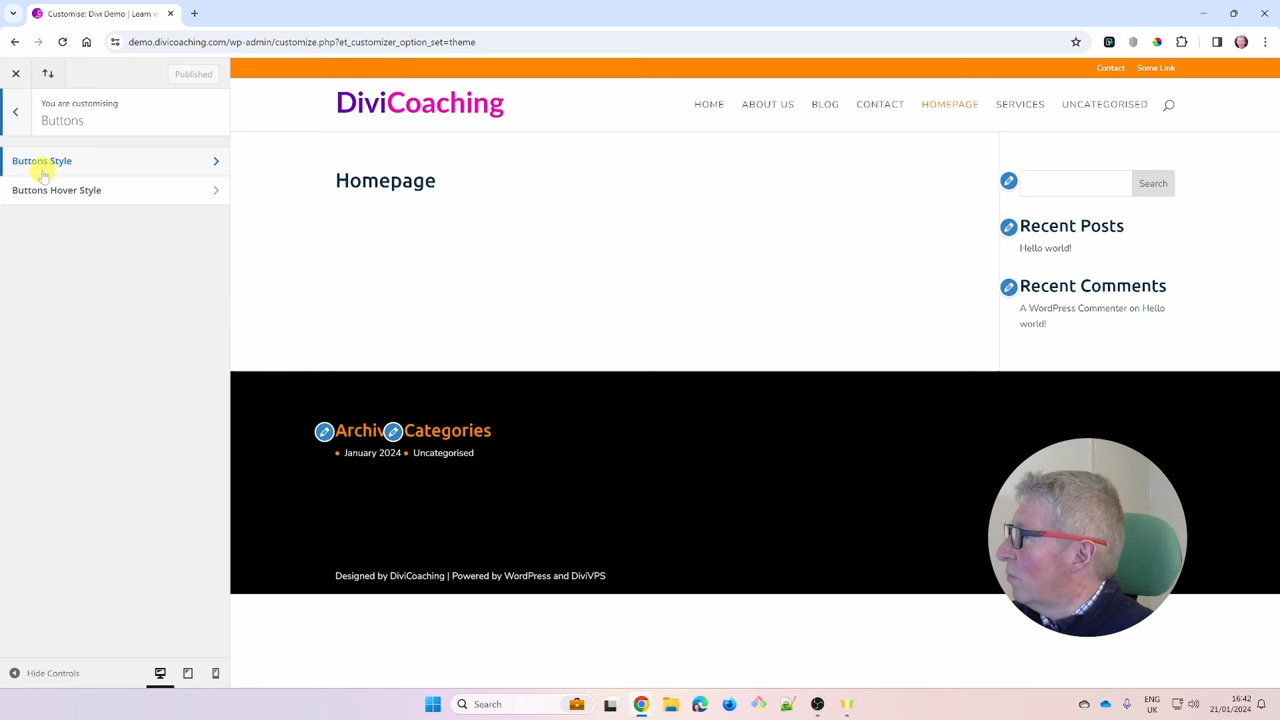 Customise: Divi Demo | Learn w
demo.divicoaching.com/wp-admin/customize.php?et_customizer_option_set=theme
Published
You are customising
Buttons
Buttons Style
Buttons Hover Style
Hide Controls
Contact Some Link
DiviCoaching
HOME ABOUT US BLOG CONTACT HOMEPAGE SERVICES UNCATEGORISED
Homepage
Search
Recent Posts
Hello world!
Recent Comments
A WordPress Commenter on Hello
world!
Archiv Categories
January 2024 Uncategorised
Designed by DiviCoaching | Powered by WordPress and DiviVPS
Search
ENG
UK
16:42
21/01/2024